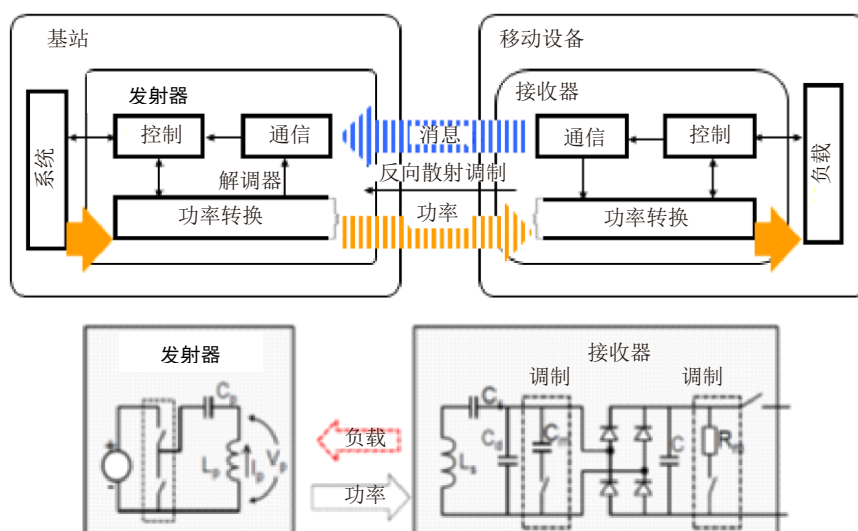 基站
移动设备
发射器
接收器
控制
通信
消息
通信
控制
系统
负载
解调器
反向散射调制
功率转换
功率
功率转换
发射器
接收器
调制
调制
Cp
Lp
Ip
Vp
+
-
负载
功率
Ls
Cd
Cm
C
Rm